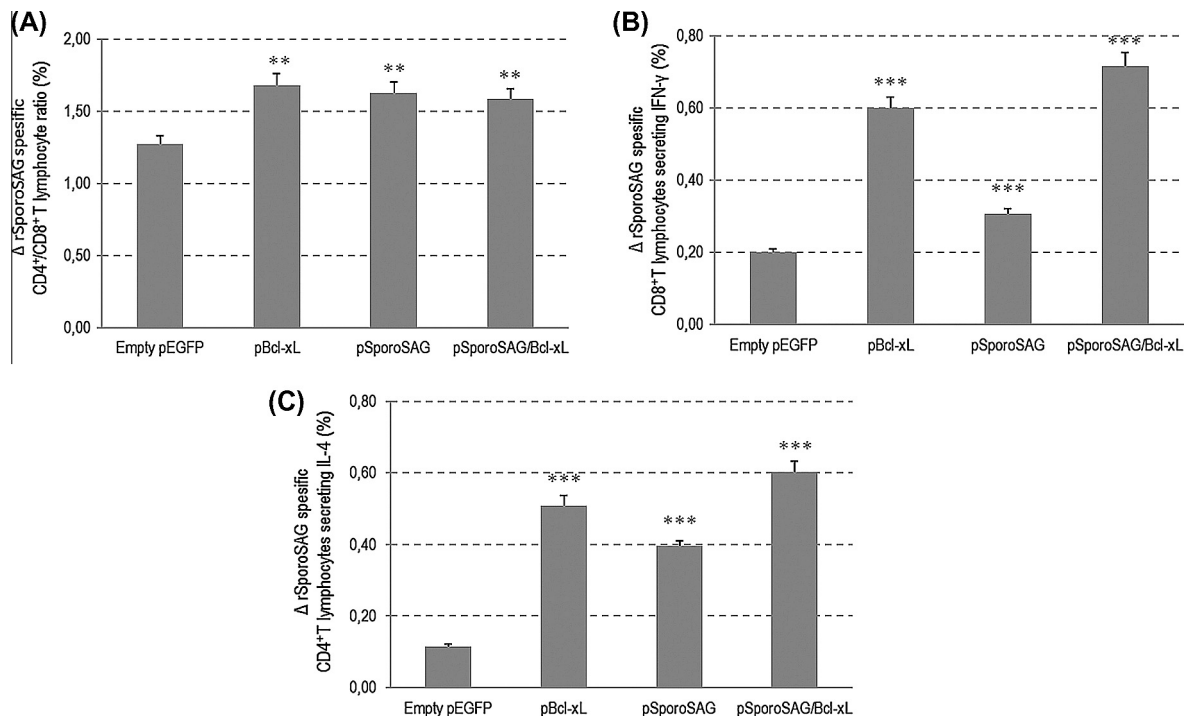 (A)
Δ rSporoSAG spesific
CD4⁺/CD8⁺ T lymphocyte ratio (%)
2,00
1,50
1,00
0,50
0,00
** ** **
Empty pEGFP pBcl-xL pSporoSAG pSporoSAG/Bcl-xL
(B)
Δ rSporoSAG spesific
CD8⁺T lymphocytes secreting IFN-γ (%)
0,80
0,60
0,40
0,20
0,00
*** *** ***
Empty pEGFP pBcl-xL pSporoSAG pSporoSAG/Bcl-xL
(C)
Δ rSporoSAG spesific
CD4⁺T lymphocytes secreting IL-4 (%)
0,80
0,60
0,40
0,20
0,00
*** *** ***
Empty pEGFP pBcl-xL pSporoSAG pSporoSAG/Bcl-xL